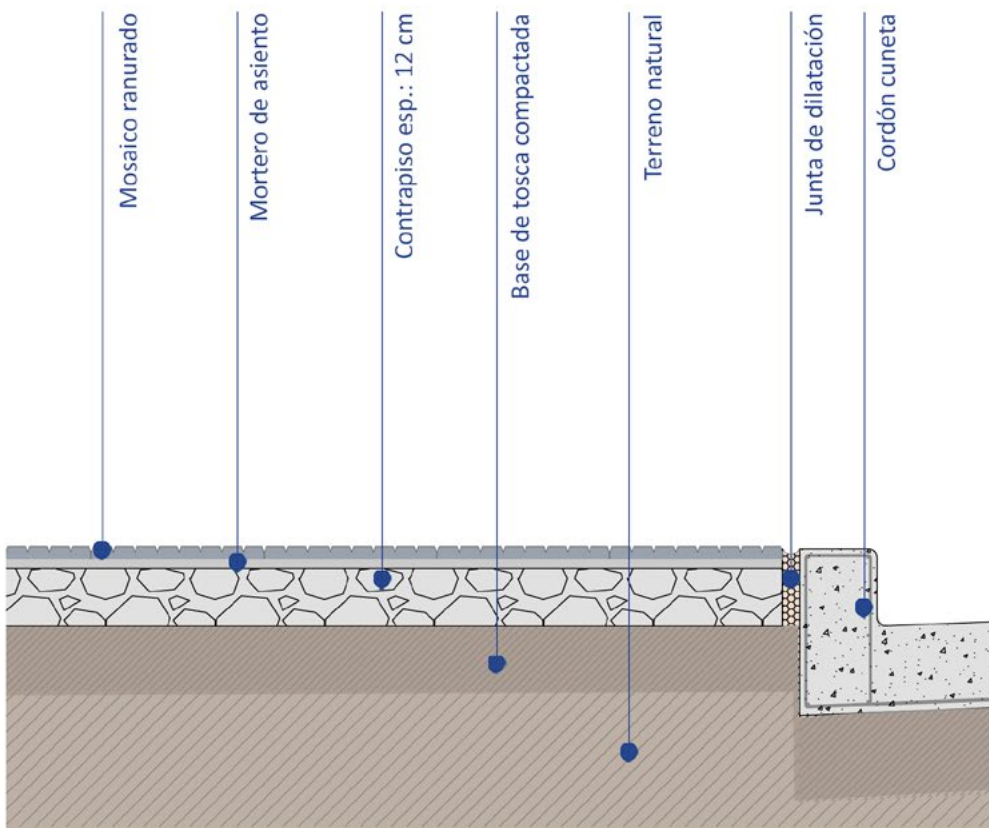 Mosaico ranurado
Mortero de asiento
Contrapiso esp.: 12 cm
Base de tosca compactada
Terreno natural
Junta de dilatación
Cordón cuneta